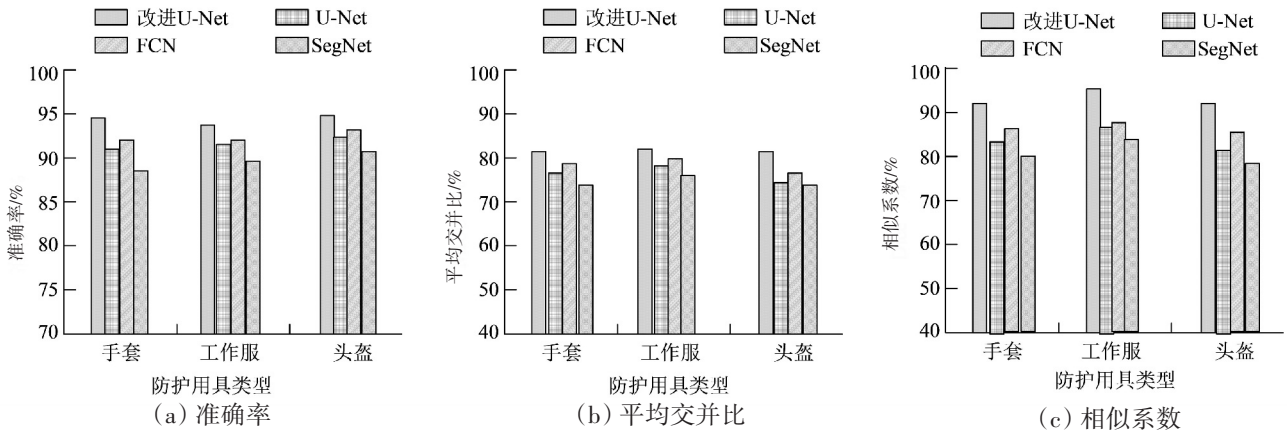 改进U-Net
U-Net
FCN
SegNet
100
95
90
85
80
75
70
准确率/%
手套
工作服
头盔
防护用具类型
(a) 准确率
改进U-Net
U-Net
FCN
SegNet
100
90
80
70
60
50
40
平均交并比/%
手套
工作服
头盔
防护用具类型
(b) 平均交并比
改进U-Net
U-Net
FCN
SegNet
100
90
80
70
60
50
40
相似系数/%
手套
工作服
头盔
防护用具类型
(c) 相似系数